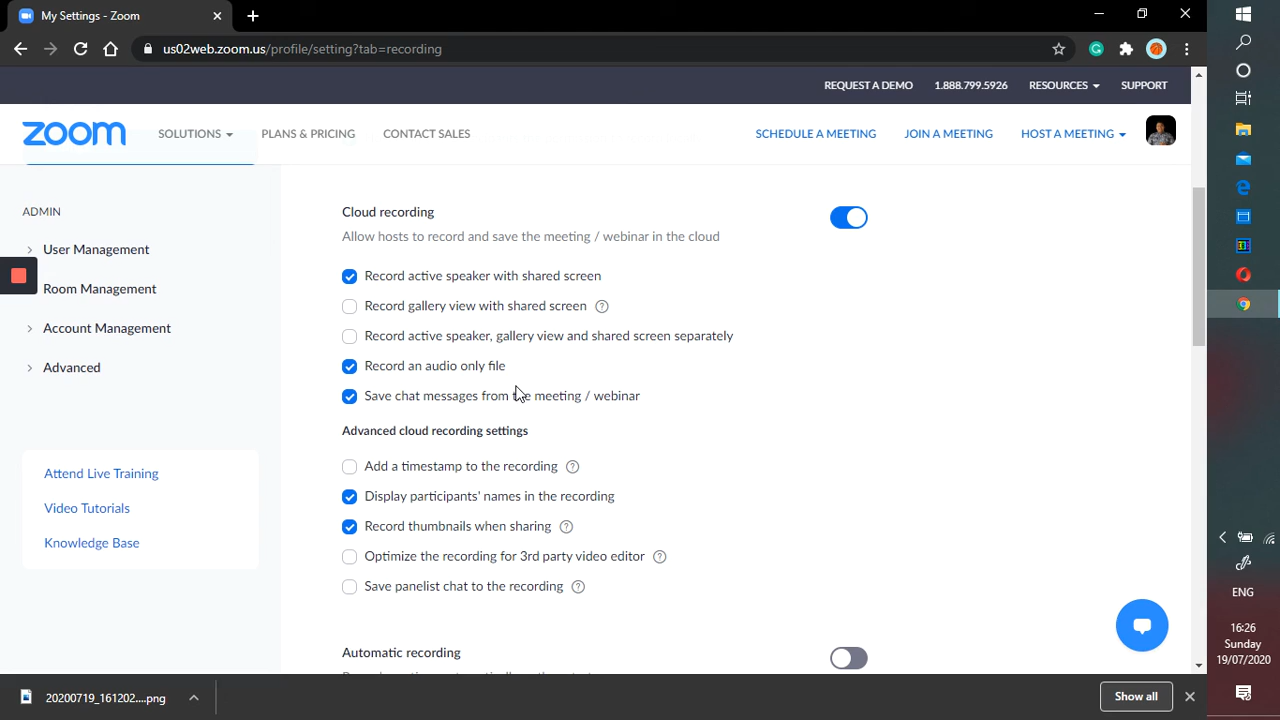 My Settings - Zoom
us02web.zoom.us/profile/setting?tab=recording
REQUEST A DEMO 1.888.799.5926 RESOURCES SUPPORT
zoom SOLUTIONS PLANS & PRICING CONTACT SALES SCHEDULE A MEETING JOIN A MEETING HOST A MEETING
ADMIN
User Management
Room Management
Account Management
Advanced
Attend Live Training
Video Tutorials
Knowledge Base
Cloud recording
Allow hosts to record and save the meeting / webinar in the cloud
Record active speaker with shared screen
Record gallery view with shared screen
Record active speaker, gallery view and shared screen separately
Record an audio only file
Save chat messages from the meeting / webinar
Advanced cloud recording settings
Add a timestamp to the recording
Display participants' names in the recording
Record thumbnails when sharing
Optimize the recording for 3rd party video editor
Save panelist chat to the recording
Automatic recording
20200719_161202....png
Show all
ENG
16:26
Sunday
19/07/2020